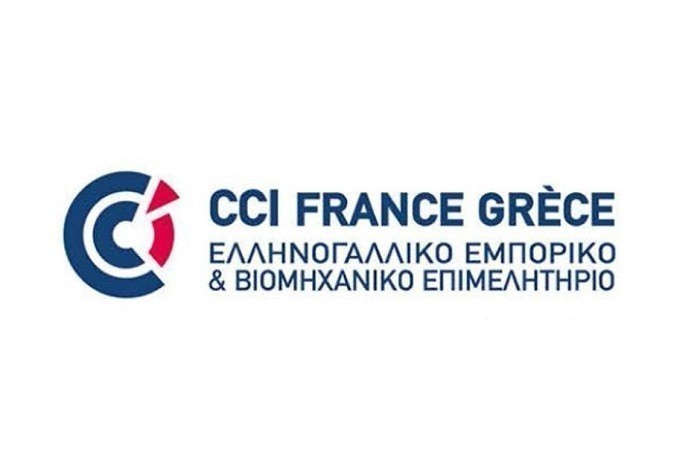 CCI FRANCE GRÈCE
ΕΛΛΗΝΟΓΑΛΛΙΚΟ ΕΜΠΟΡΙΚΟ
& ΒΙΟΜΗΧΑΝΙΚΟ ΕΠΙΜΕΛΗΤΗΡΙΟ